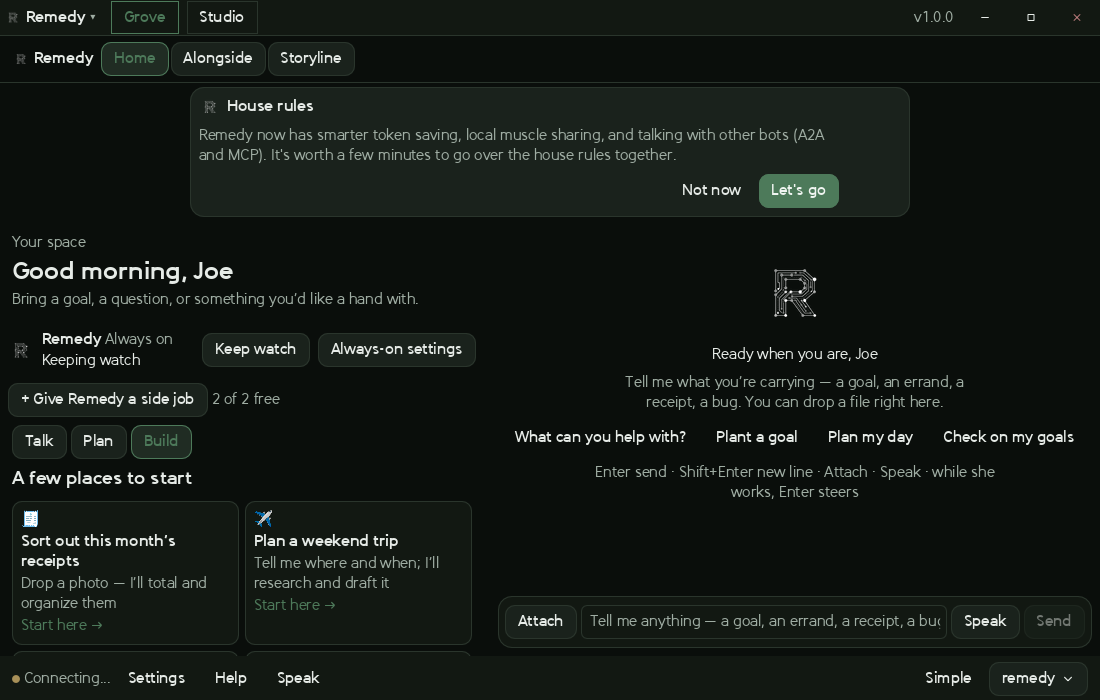 Remedy ▾ Grove Studio v1.0.0
Remedy Home Alongside Storyline
House rules
Remedy now has smarter token saving, local muscle sharing, and talking with other bots (A2A
and MCP). It's worth a few minutes to go over the house rules together.
Not now Let's go
Your space
Good morning, Joe
Bring a goal, a question, or something you'd like a hand with.
Remedy Always on
Keeping watch
Keep watch Always-on settings
+ Give Remedy a side job 2 of 2 free
Talk Plan Build
A few places to start
Sort out this month's
receipts
Drop a photo — I'll total and
organize them
Start here →
Plan a weekend trip
Tell me where and when; I'll
research and draft it
Start here →
Ready when you are, Joe
Tell me what you're carrying — a goal, an errand, a
receipt, a bug. You can drop a file right here.
What can you help with? Plant a goal Plan my day Check on my goals
Enter send · Shift+Enter new line · Attach · Speak · while she
works, Enter steers
Attach Tell me anything — a goal, an errand, a receipt, a bug Speak Send
Connecting... Settings Help Speak Simple remedy